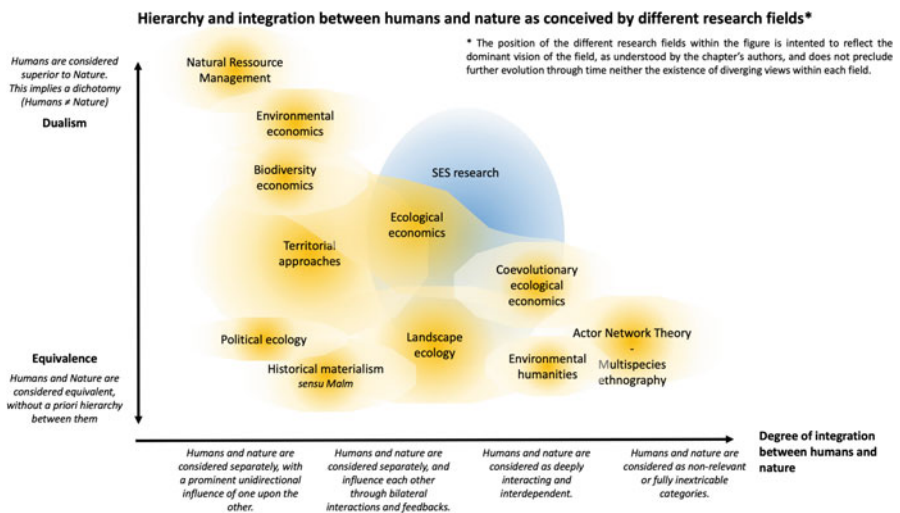 Hierarchy and integration between humans and nature as conceived by different research fields*
* The position of the different research fields within the figure is intended to reflect the
dominant vision of the field, as understood by the chapter's authors, and does not preclude
further evolution through time neither the existence of diverging views within each field.
Humans are considered
superior to Nature.
This implies a dichotomy
(Humans ≠ Nature)
Dualism
Natural Ressource
Management
Environmental
economics
Biodiversity
economics
SES research
Ecological
economics
Territorial
approaches
Coevolutionary
ecological
economics
Political ecology
Landscape
ecology
Actor Network Theory
-
Multispecies
ethnography
Historical materialism
sensu Malm
Environmental
humanities
Equivalence
Humans and Nature are
considered equivalent,
without a priori hierarchy
between them
Degree of integration
between humans and
nature
Humans and nature are
considered separately, with
a prominent unidirectional
influence of one upon the
other.
Humans and nature are
considered separately, and
influence each other
through bilateral
interactions and feedbacks.
Humans and nature are
considered as deeply
interacting and
interdependent.
Humans and nature are
considered as non-relevant
or fully inextricable
categories.